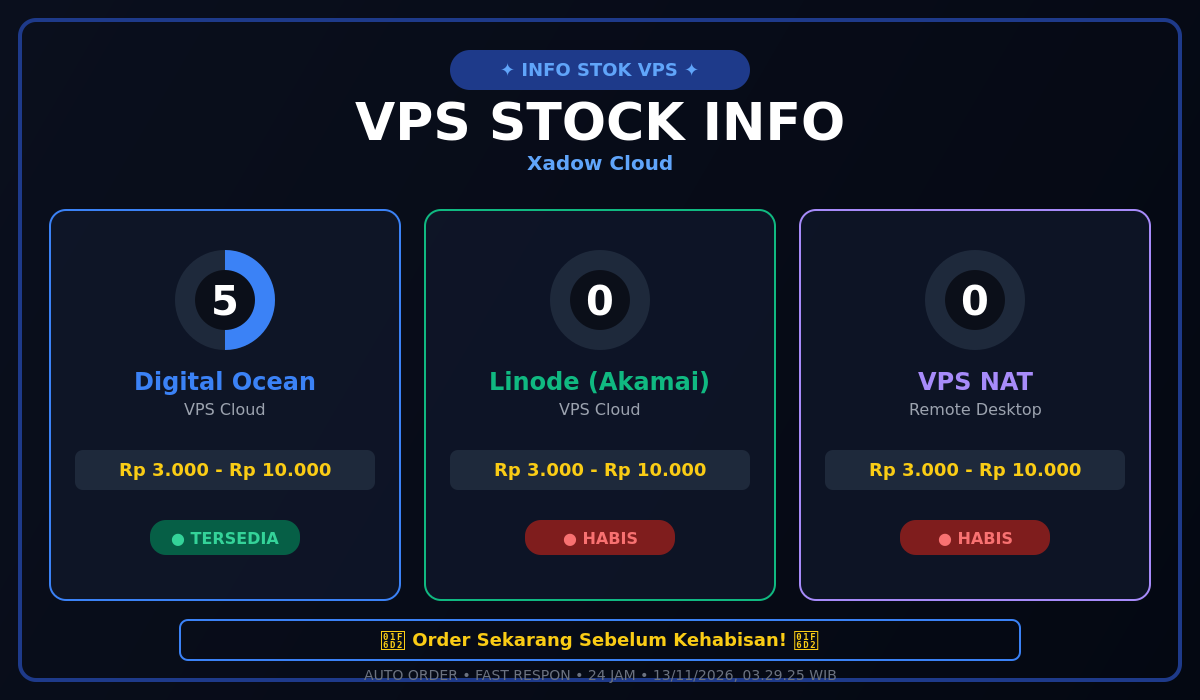 ✦ INFO STOK VPS ✦
VPS STOCK INFO
Xadow Cloud
5
Digital Ocean
VPS Cloud
Rp 3.000 - Rp 10.000
● TERSEDIA
0
Linode (Akamai)
VPS Cloud
Rp 3.000 - Rp 10.000
● HABIS
0
VPS NAT
Remote Desktop
Rp 3.000 - Rp 10.000
● HABIS
🛒 Order Sekarang Sebelum Kehabisan! 🛒
AUTO ORDER • FAST RESPON • 24 JAM • 13/11/2026, 03.29.25 WIB